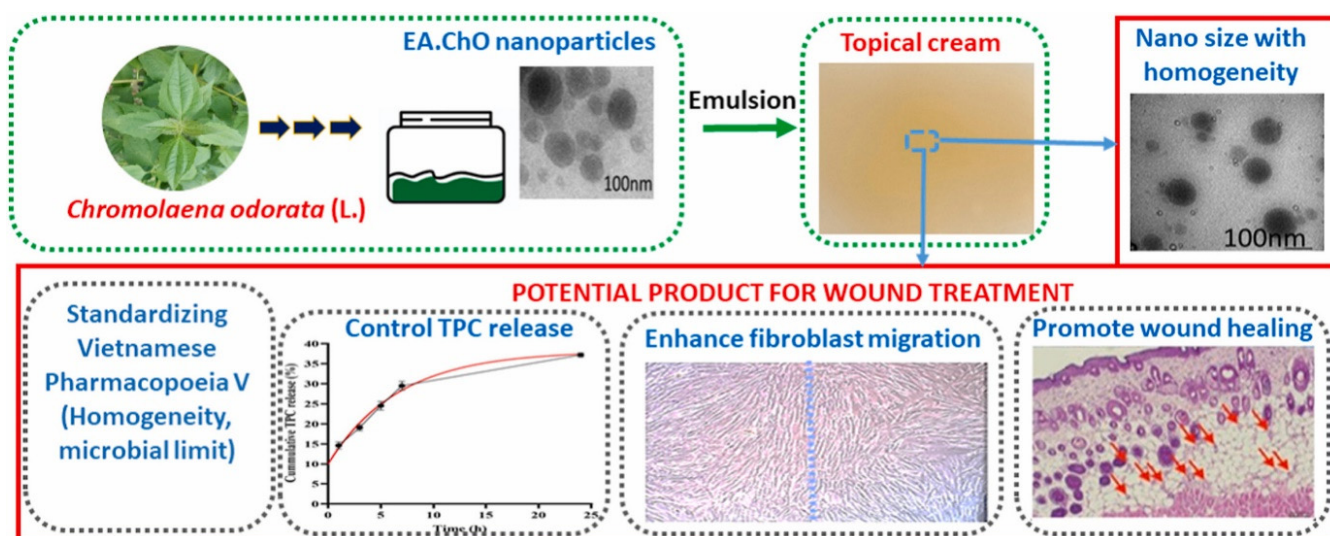 EA.ChO nanoparticles
100nm
Chromolaena odorata (L.)
Emulsion
Topical cream
Nano size with
homogeneity
100nm
POTENTIAL PRODUCT FOR WOUND TREATMENT
Standardizing
Vietnamese
Pharmacopoeia V
(Homogeneity,
microbial limit)
Control TPC release
Cummulative TPC release (%)
40
35
30
25
20
15
10
5
0
0
5
10
15
20
25
Time (h)
Enhance fibroblast migration
Promote wound healing